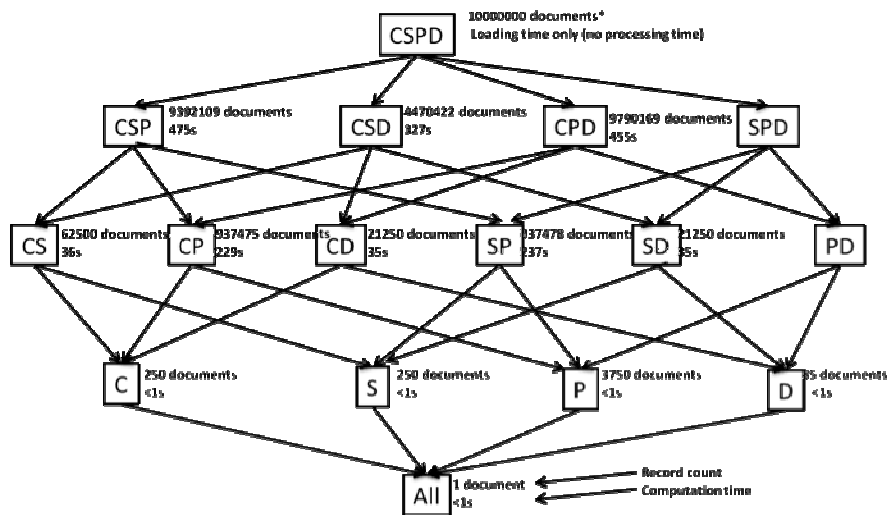 10000000 documents*
CSPD
Loading time only (no processing time)
CSP
9392109 documents
475s
CSD
4470422 documents
327s
CPD
9790169 documents
455s
SPD
CS
62500 documents
36s
CP
937475 documents
229s
CD
21250 documents
35s
SP
937478 documents
237s
SD
21250 documents
35s
PD
C
250 documents
<1s
S
250 documents
<1s
P
3750 documents
<1s
D
documents
<1s
All
1 document
<1s
Record count
Computation time